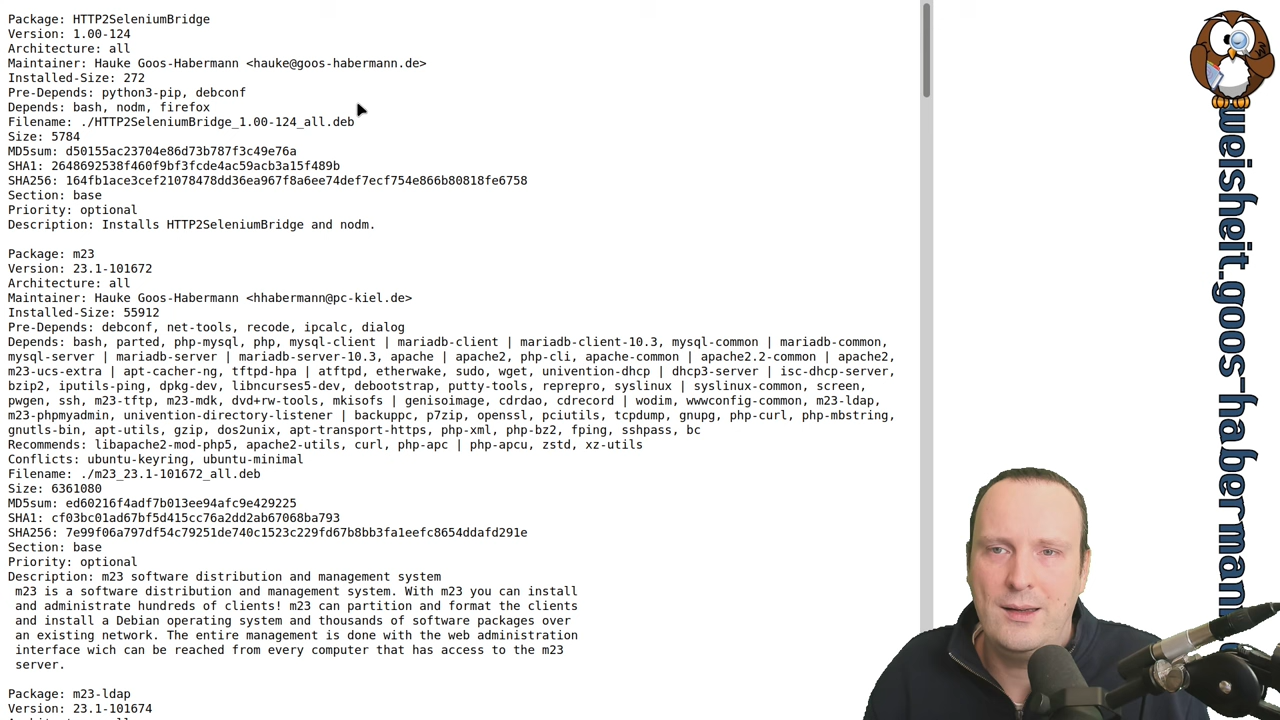 Package: HTTP2SeleniumBridge
Version: 1.00-124
Architecture: all
Maintainer: Hauke Goos-Habermann <hauke@goos-habermann.de>
Installed-Size: 272
Pre-Depends: python3-pip, debconf
Depends: bash, nodm, firefox
Filename: ./HTTP2SeleniumBridge_1.00-124_all.deb
Size: 5784
MD5sum: d50155ac23704e86d73b787f3c49e76a
SHA1: 2648692538f460f9bf3fcde4ac59acb3a15f489b
SHA256: 164fb1ace3cef21078478dd36ea967f8a6ee74def7ecf754e866b80818fe6758
Section: base
Priority: optional
Description: Installs HTTP2SeleniumBridge and nodm.
Package: m23
Version: 23.1-101672
Architecture: all
Maintainer: Hauke Goos-Habermann <hhabermann@pc-kiel.de>
Installed-Size: 55912
Pre-Depends: debconf, net-tools, recode, ipcalc, dialog
Depends: bash, parted, php-mysql, php, mysql-client | mariadb-client | mariadb-client-10.3, mysql-common | mariadb-common,
mysql-server | mariadb-server | mariadb-server-10.3, apache | apache2, php-cli, apache-common | apache2.2-common | apache2,
m23-ucs-extra | apt-cacher-ng, tftpd-hpa | atftpd, etherwake, sudo, wget, univention-dhcp | dhcp3-server | isc-dhcp-server,
bzip2, iputils-ping, dpkg-dev, libncurses5-dev, debootstrap, putty-tools, reprepro, syslinux | syslinux-common, screen,
pwgen, ssh, m23-tftp, m23-mdk, dvd+rw-tools, mkisofs | genisoimage, cdrdao, cdrecord | wodim, wwwconfig-common, m23-ldap,
m23-phpmyadmin, univention-directory-listener | backuppc, p7zip, openssl, pciutils, tcpdump, gnupg, php-curl, php-mbstring,
gnutls-bin, apt-utils, gzip, dos2unix, apt-transport-https, php-xml, php-bz2, fping, sshpass, bc
Recommends: libapache2-mod-php5, apache2-utils, curl, php-apc | php-apcu, zstd, xz-utils
Conflicts: ubuntu-keyring, ubuntu-minimal
Filename: ./m23_23.1-101672_all.deb
Size: 6361080
MD5sum: ed60216f4adf7b013ee94afc9e429225
SHA1: cf03bc01ad67bf5d415cc76a2dd2ab67068ba793
SHA256: 7e99f06a797df54c79251de740c1523c229fd67b8bb3fa1eefc8654ddafd291e
Section: base
Priority: optional
Description: m23 software distribution and management system
m23 is a software distribution and management system. With m23 you can install
and administrate hundreds of clients! m23 can partition and format the clients
and install a Debian operating system and thousands of software packages over
an existing network. The entire management is done with the web administration
interface wich can be reached from every computer that has access to the m23
server.
Package: m23-ldap
Version: 23.1-101674
weisheit.goos-habermann